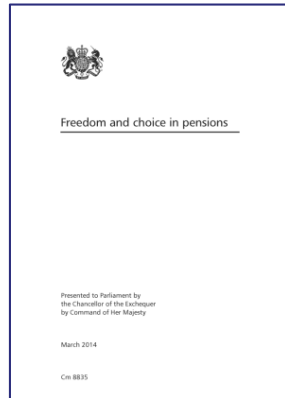 Freedom and choice in pensions
Presented to Parliament by
the Chancellor of the Exchequer
by Command of Her Majesty
March 2014
Cm 8835